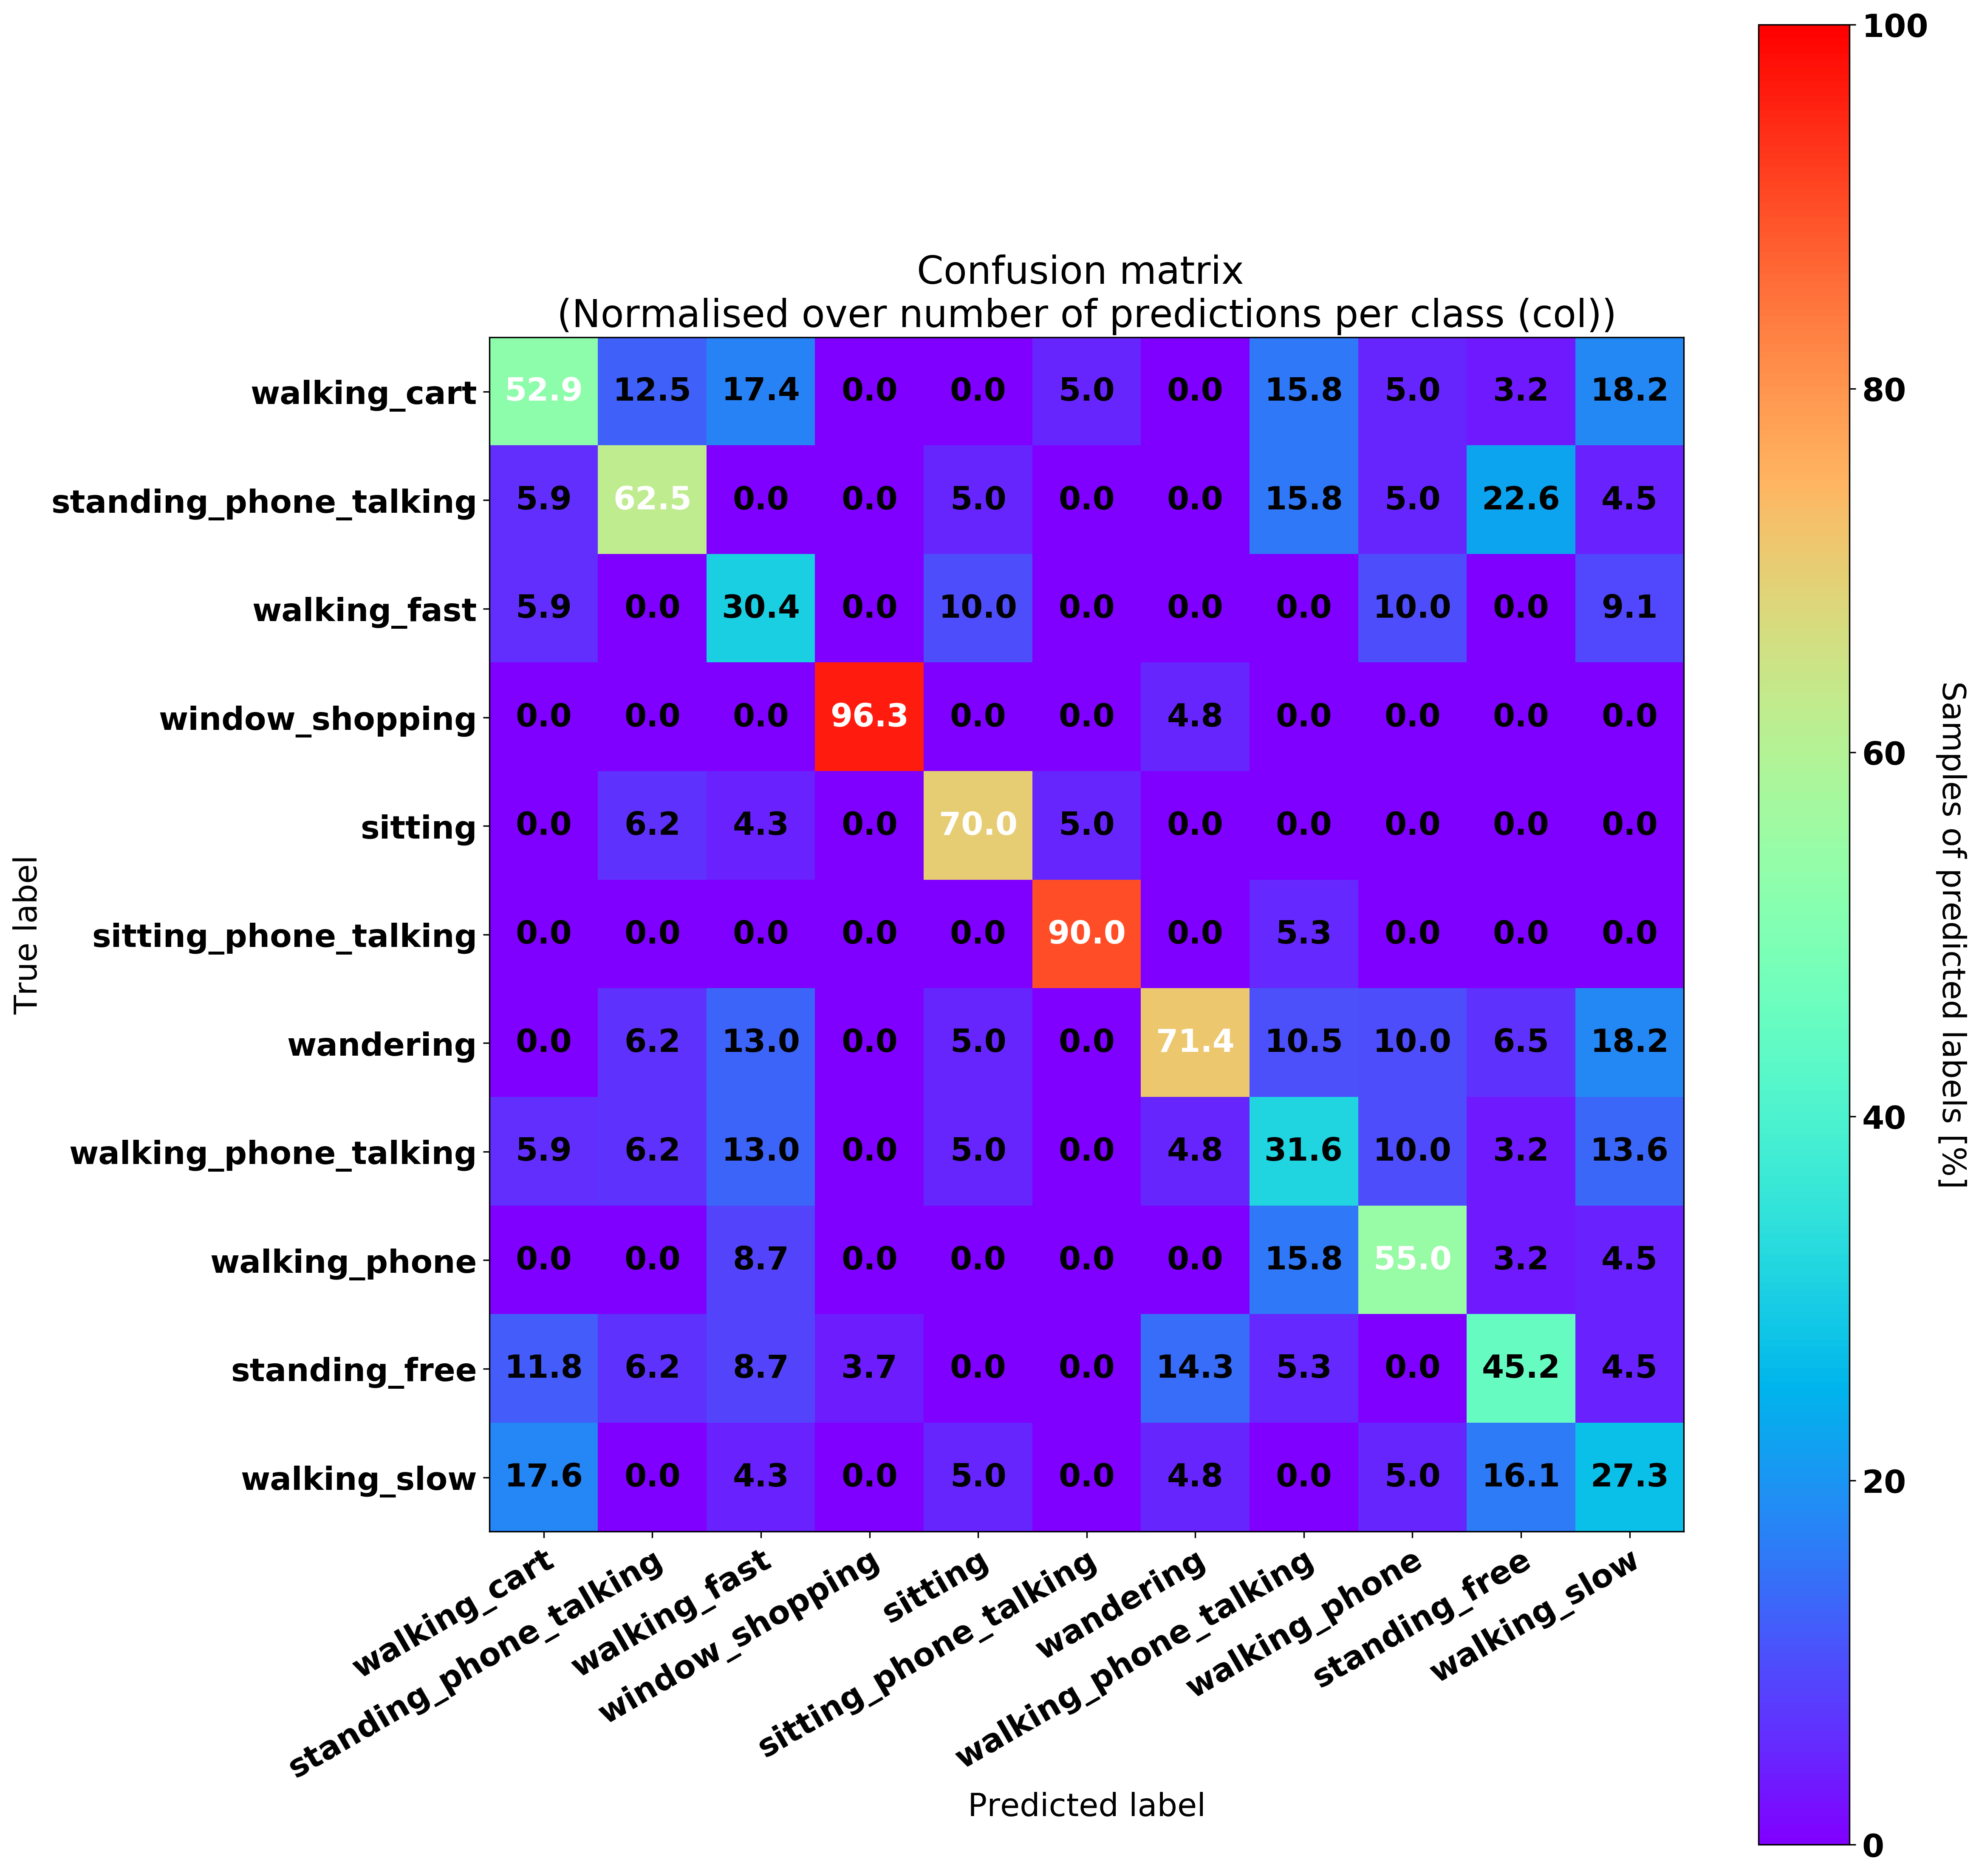 Confusion matrix
(Normalised over number of predictions per class (col))
True label
walking_cart 52.9 12.5 17.4 0.0 0.0 5.0 0.0 15.8 5.0 3.2 18.2
standing_phone_talking 5.9 62.5 0.0 0.0 5.0 0.0 0.0 15.8 5.0 22.6 4.5
walking_fast 5.9 0.0 30.4 0.0 10.0 0.0 0.0 0.0 10.0 0.0 9.1
window_shopping 0.0 0.0 0.0 96.3 0.0 0.0 4.8 0.0 0.0 0.0 0.0
sitting 0.0 6.2 4.3 0.0 70.0 5.0 0.0 0.0 0.0 0.0 0.0
sitting_phone_talking 0.0 0.0 0.0 0.0 0.0 90.0 0.0 5.3 0.0 0.0 0.0
wandering 0.0 6.2 13.0 0.0 5.0 0.0 71.4 10.5 10.0 6.5 18.2
walking_phone_talking 5.9 6.2 13.0 0.0 5.0 0.0 4.8 31.6 10.0 3.2 13.6
walking_phone 0.0 0.0 8.7 0.0 0.0 0.0 0.0 15.8 55.0 3.2 4.5
standing_free 11.8 6.2 8.7 3.7 0.0 0.0 14.3 5.3 0.0 45.2 4.5
walking_slow 17.6 0.0 4.3 0.0 5.0 0.0 4.8 0.0 5.0 16.1 27.3
walking_cart
standing_phone_talking
walking_fast
window_shopping
sitting
sitting_phone_talking
wandering
walking_phone_talking
walking_phone
standing_free
walking_slow
Predicted label
100
80
60
40
20
0
Samples of predicted labels [%]